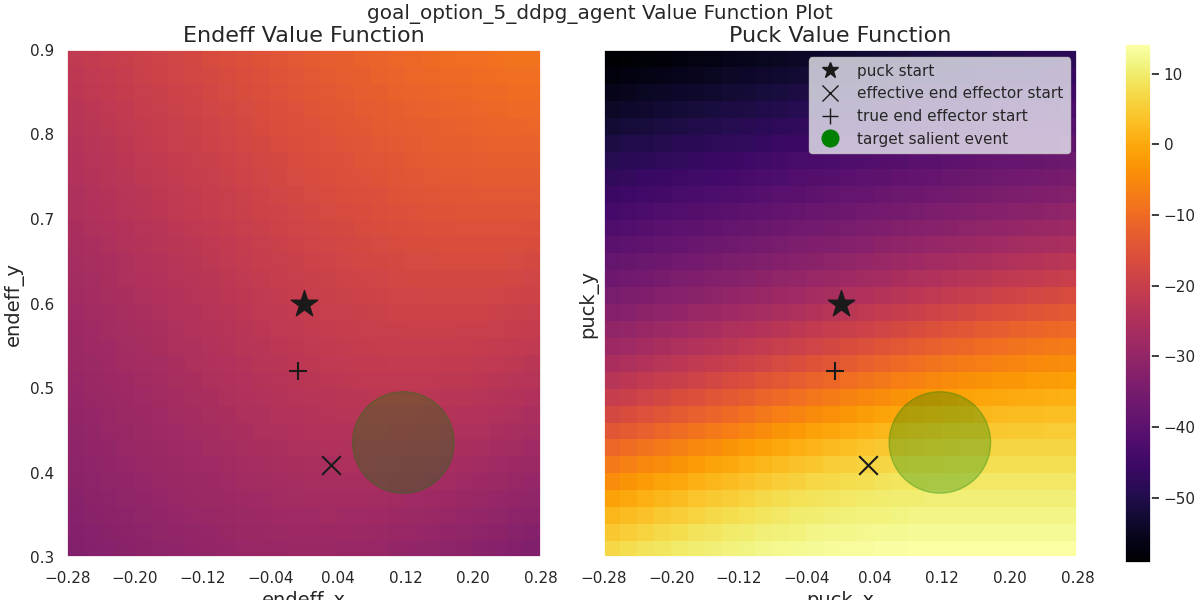 goal_option_5_ddpg_agent Value Function Plot
Endeff Value Function
Puck Value Function
0.9
0.8
0.7
0.6
0.5
0.4
0.3
endeff_y
−0.28 −0.20 −0.12 −0.04 0.04 0.12 0.20 0.28
endeff_x
puck_y
puck start
effective end effector start
true end effector start
target salient event
−0.28 −0.20 −0.12 −0.04 0.04 0.12 0.20 0.28
puck_x
10
0
−10
−20
−30
−40
−50